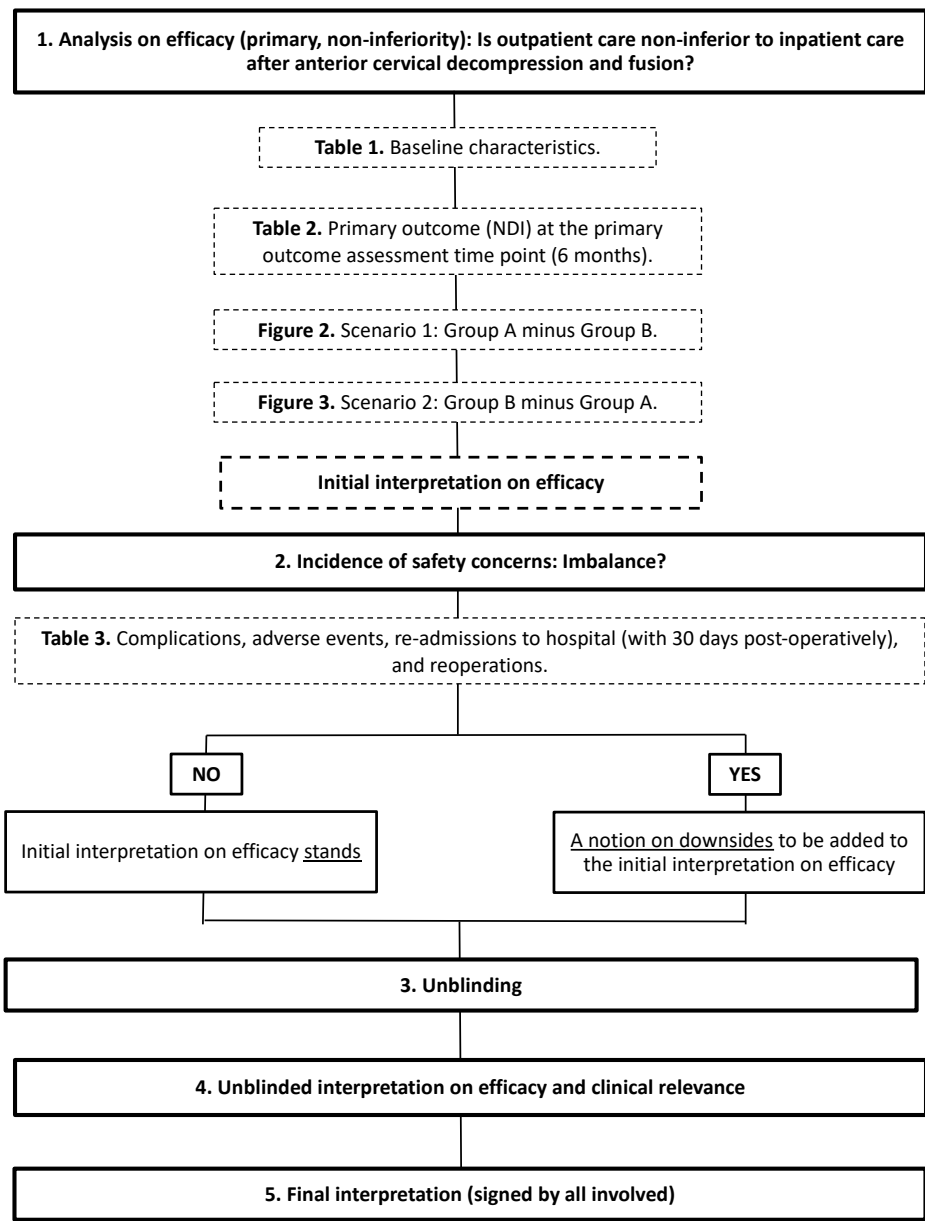 1. Analysis on efficacy (primary, non-inferiority): Is outpatient care non-inferior to inpatient care
after anterior cervical decompression and fusion?
Table 1. Baseline characteristics.
Table 2. Primary outcome (NDI) at the primary
outcome assessment time point (6 months).
Figure 2. Scenario 1: Group A minus Group B.
Figure 3. Scenario 2: Group B minus Group A.
Initial interpretation on efficacy
2. Incidence of safety concerns: Imbalance?
Table 3. Complications, adverse events, re-admissions to hospital (with 30 days post-operatively),
and reoperations.
NO
YES
Initial interpretation on efficacy stands
A notion on downsides to be added to
the initial interpretation on efficacy
3. Unblinding
4. Unblinded interpretation on efficacy and clinical relevance
5. Final interpretation (signed by all involved)